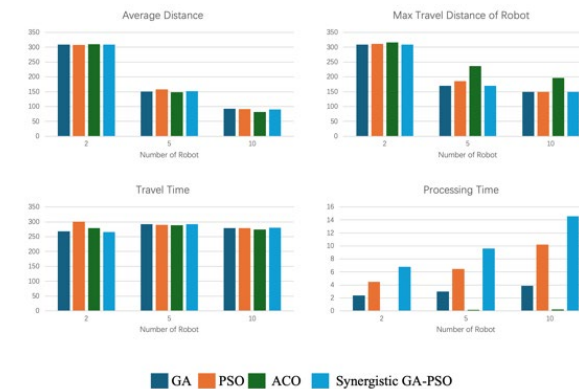 Average Distance
350
300
250
200
150
100
50
0
2 5 10
Number of Robot
Max Travel Distance of Robot
350
300
250
200
150
100
50
0
2 5 10
Number of Robot
Travel Time
350
300
250
200
150
100
50
0
2 5 10
Number of Robot
Processing Time
16
14
12
10
8
6
4
2
0
2 5 10
Number of Robot
GA PSO ACO Synergistic GA-PSO